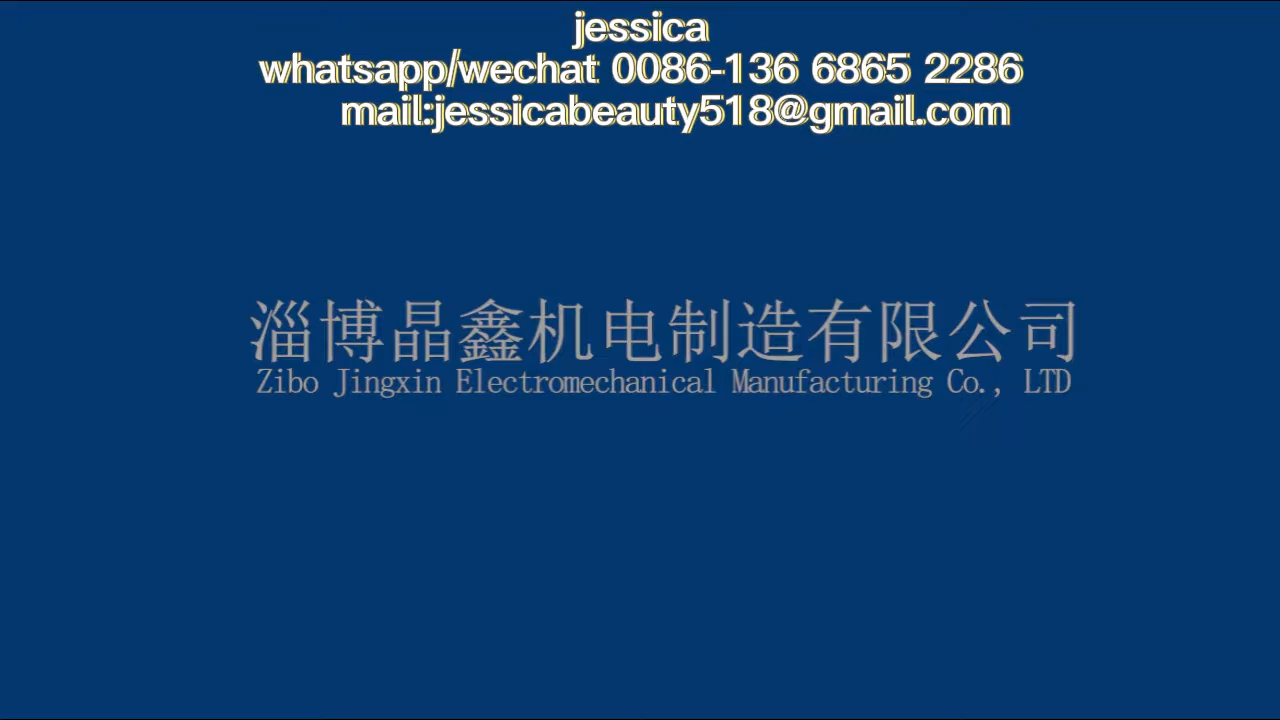 jessica
whatsapp/wechat 0086-136 6865 2286
mail:jessicabeauty518@gmail.com
淄博晶鑫机电制造有限公司
Zibo Jingxin Electromechanical Manufacturing Co., LTD